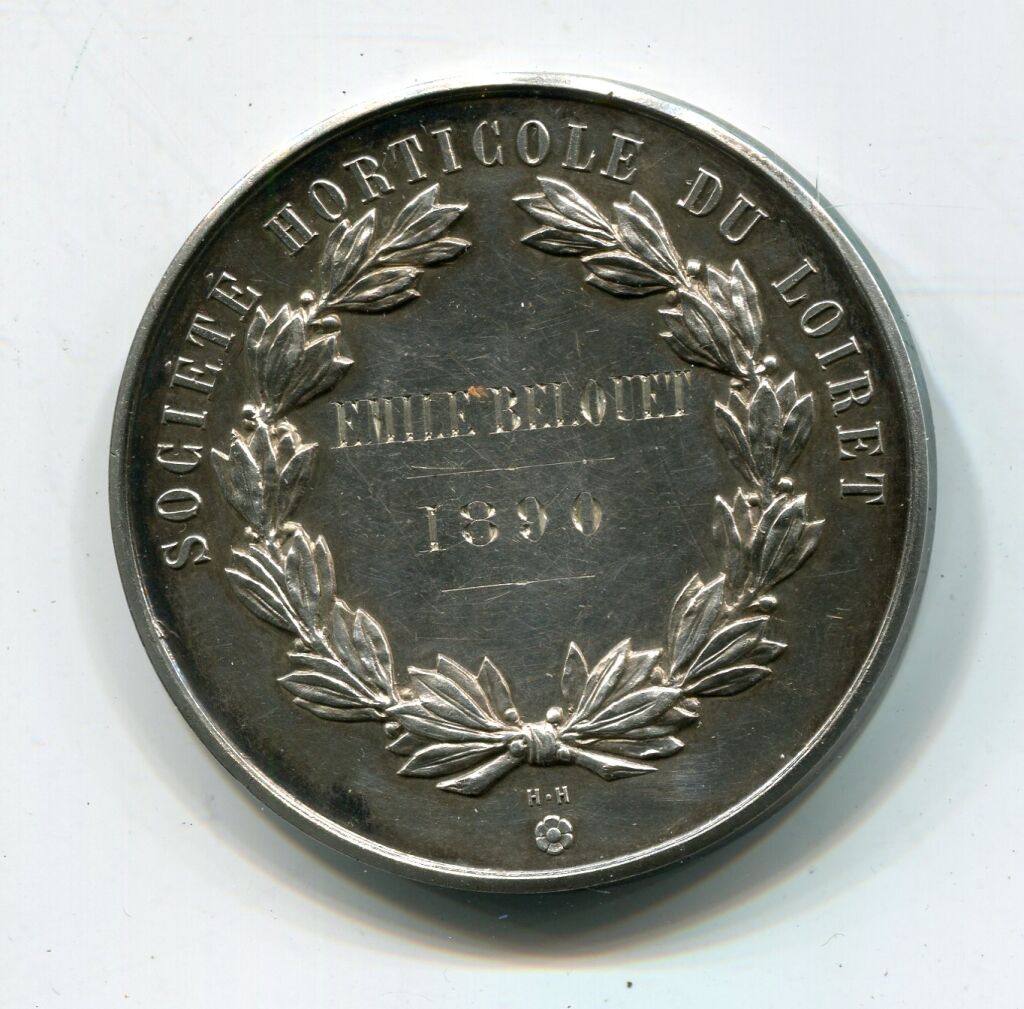 SOCIÉTÉ HORTICOLE DU LOIRET
EMILE BELOUET
1890
H·H